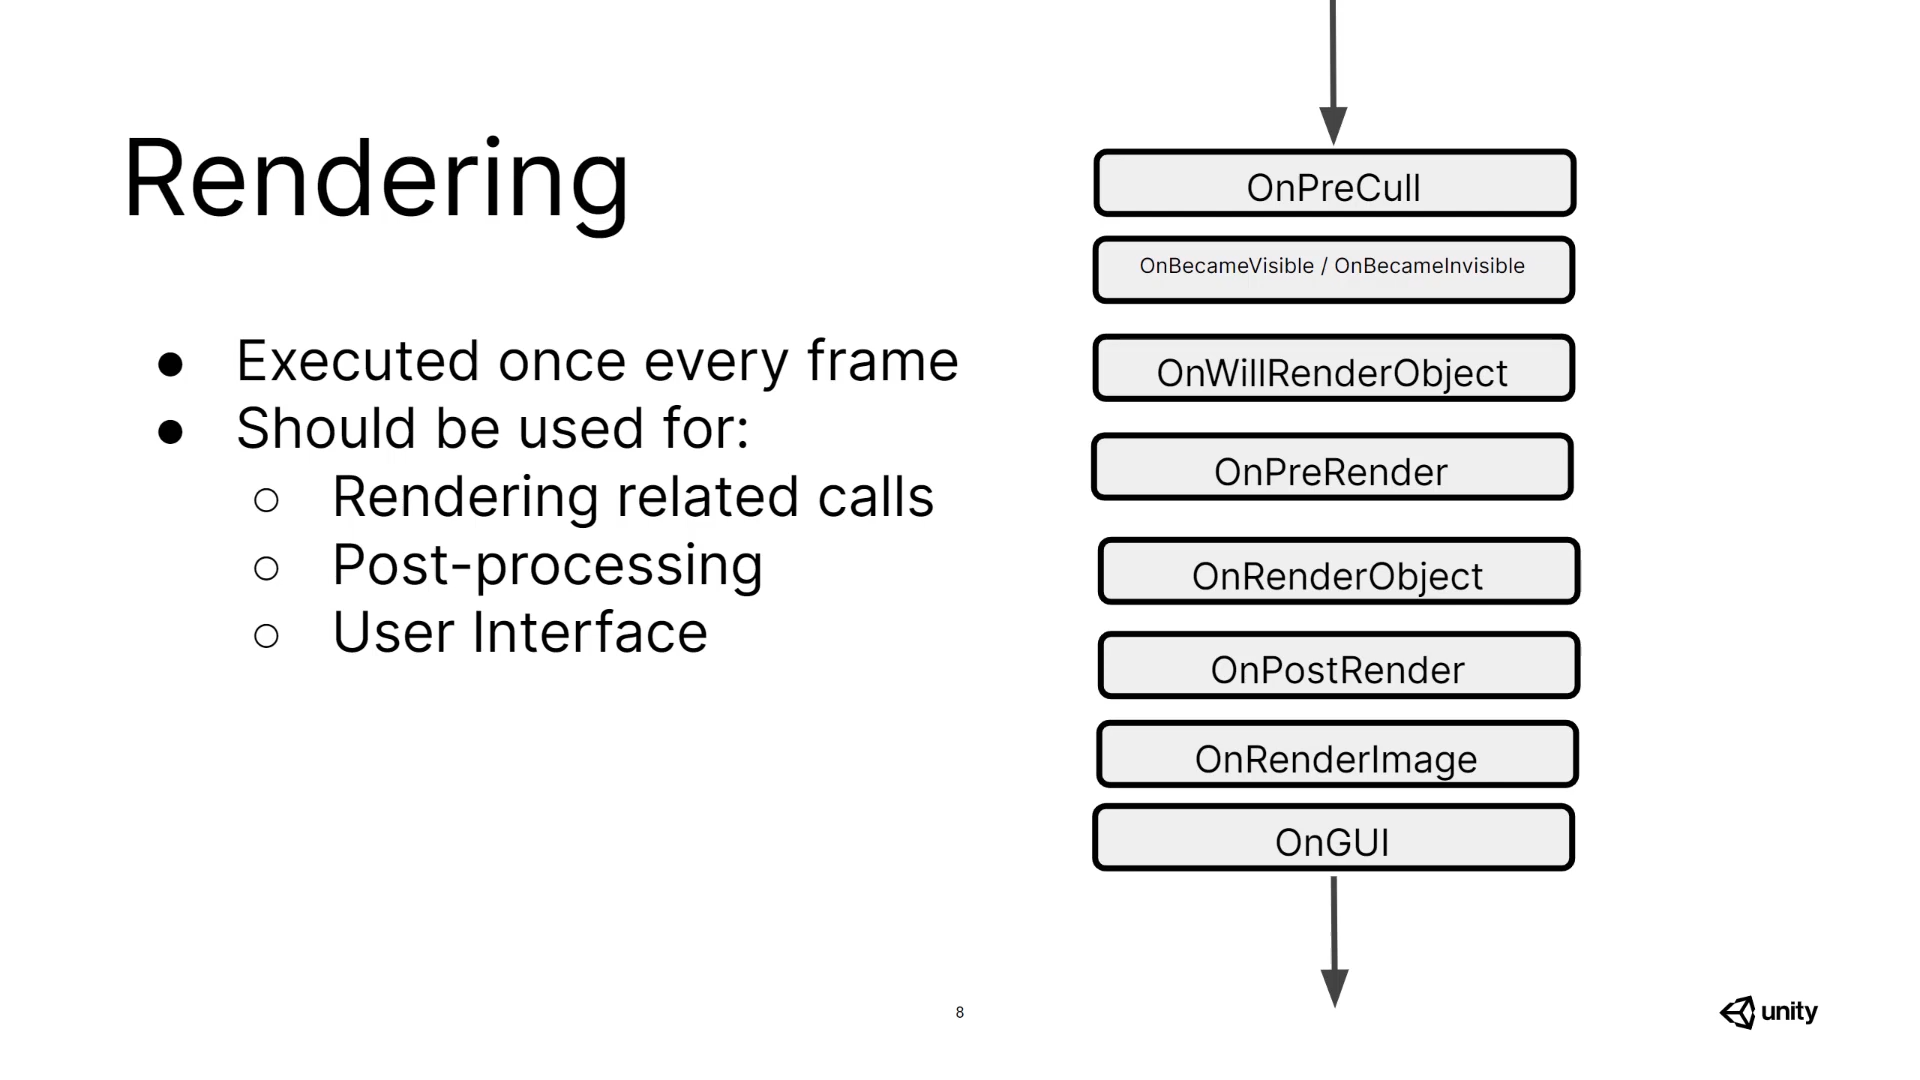 Rendering
● Executed once every frame
● Should be used for:
○ Rendering related calls
○ Post-processing
○ User Interface
OnPreCull
OnBecameVisible / OnBecameInvisible
OnWillRenderObject
OnPreRender
OnRenderObject
OnPostRender
OnRenderImage
OnGUI
8
unity